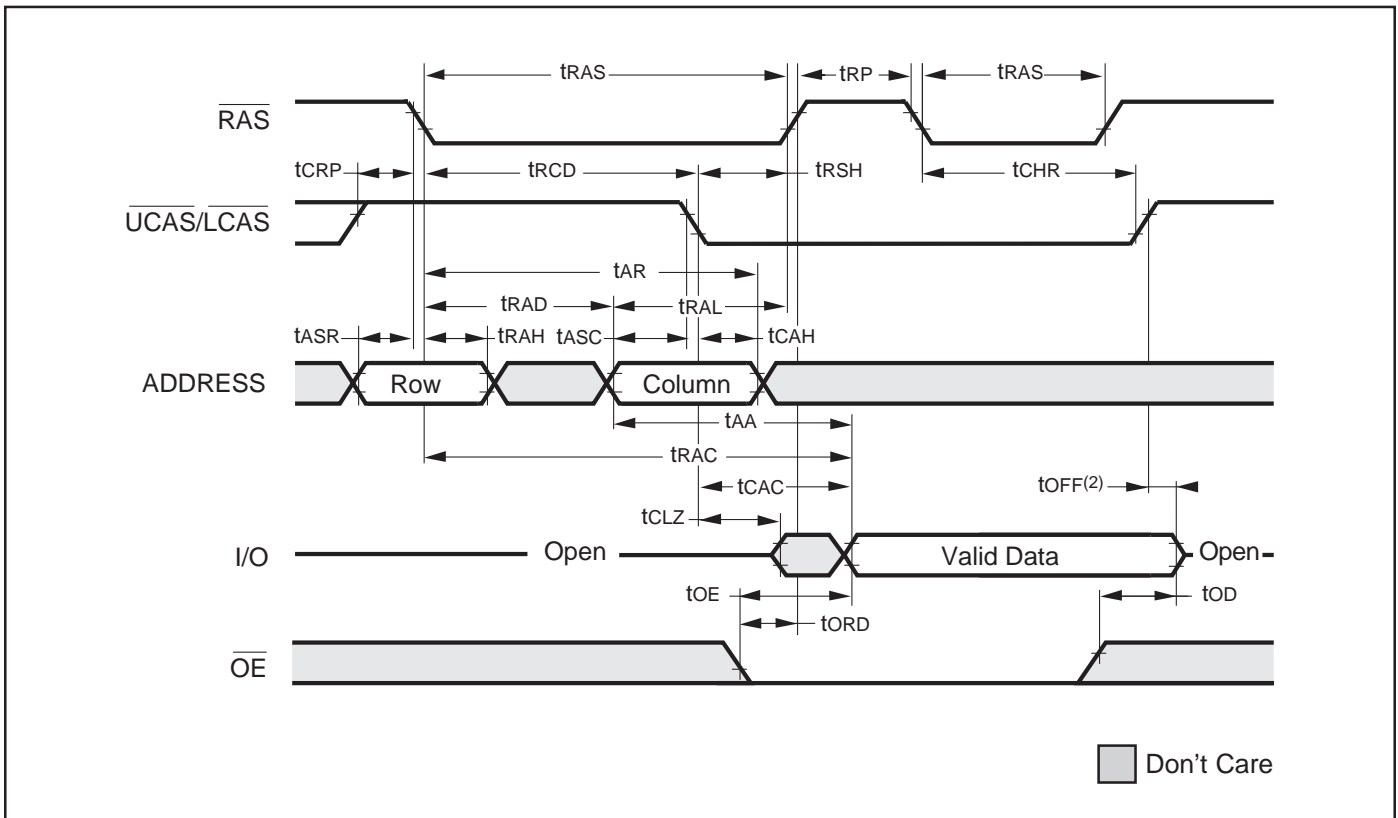 tRAS
tRP
tRAS
RAS
tCRP
tRCD
tRSH
tCHR
UCAS/LCAS
tAR
tRAD
tRAL
tASR
tRAH
tASC
tCAH
ADDRESS
Row
Column
tAA
tRAC
tCAC
tOFF(2)
tCLZ
I/O
Open
Valid Data
Open
tOE
tOD
tORD
OE
Don't Care